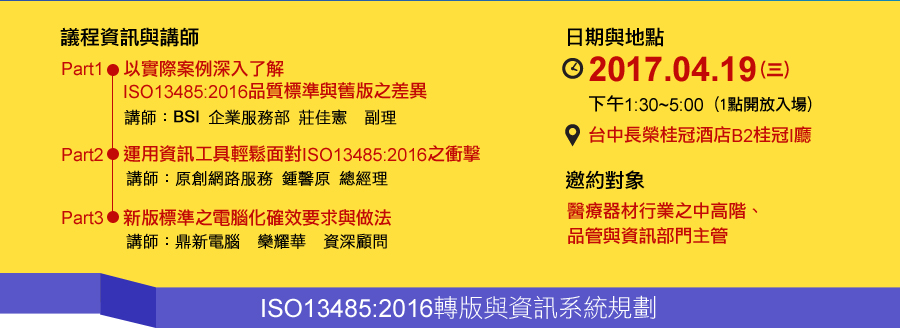 議程資訊與講師
Part1 以實際案例深入了解
ISO13485:2016品質標準與舊版之差異
講師：BSI 企業服務部 莊佳憲 副理
Part2 運用資訊工具輕鬆面對ISO13485:2016之衝擊
講師：原創網路服務 鍾馨原 總經理
Part3 新版標準之電腦化確效要求與做法
講師：鼎新電腦 欒耀華 資深顧問
日期與地點
2017.04.19(三)
下午1:30~5:00（1點開放入場）
台中長榮桂冠酒店B2桂冠I廳
邀約對象
醫療器材行業之中高階、
品管與資訊部門主管
ISO13485:2016轉版與資訊系統規劃